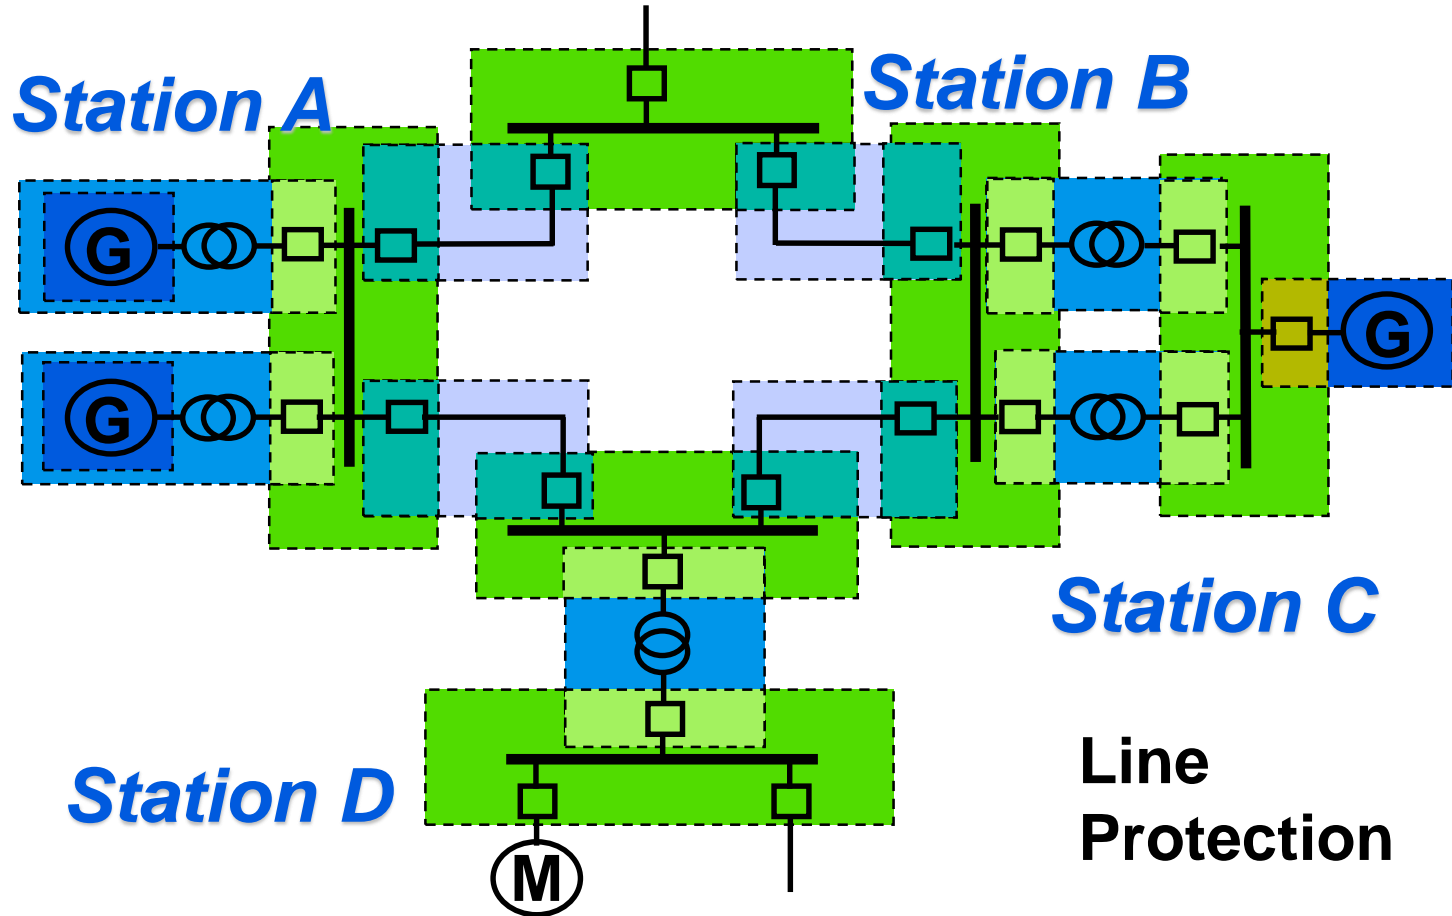 Station A
Station B
G
G
G
Station C
Station D
Line
Protection
M